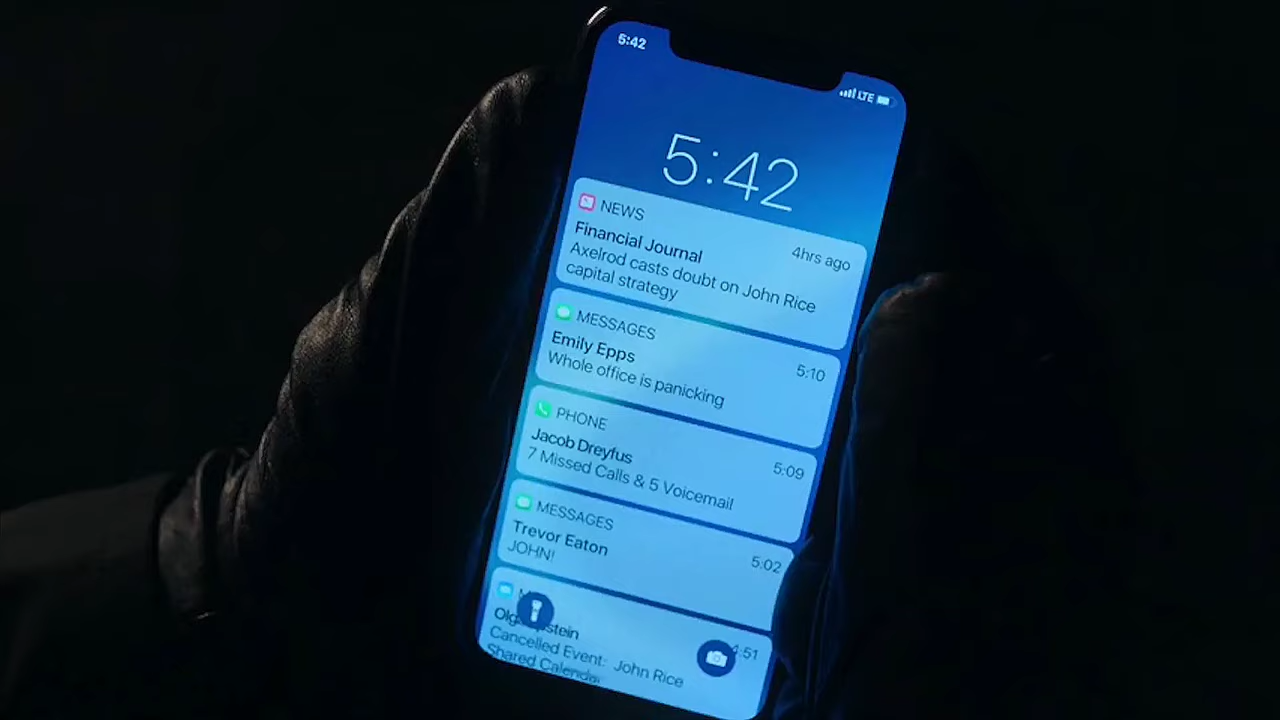 5:42
LTE
5:42
NEWS
Financial Journal
4hrs ago
Axelrod casts doubt on John Rice
capital strategy
MESSAGES
Emily Epps
5:10
Whole office is panicking
PHONE
Jacob Dreyfus
5:09
7 Missed Calls & 5 Voicemail
MESSAGES
Trevor Eaton
5:02
JOHN!
4:51
Cancelled Event: John Rice
Shared Calendar